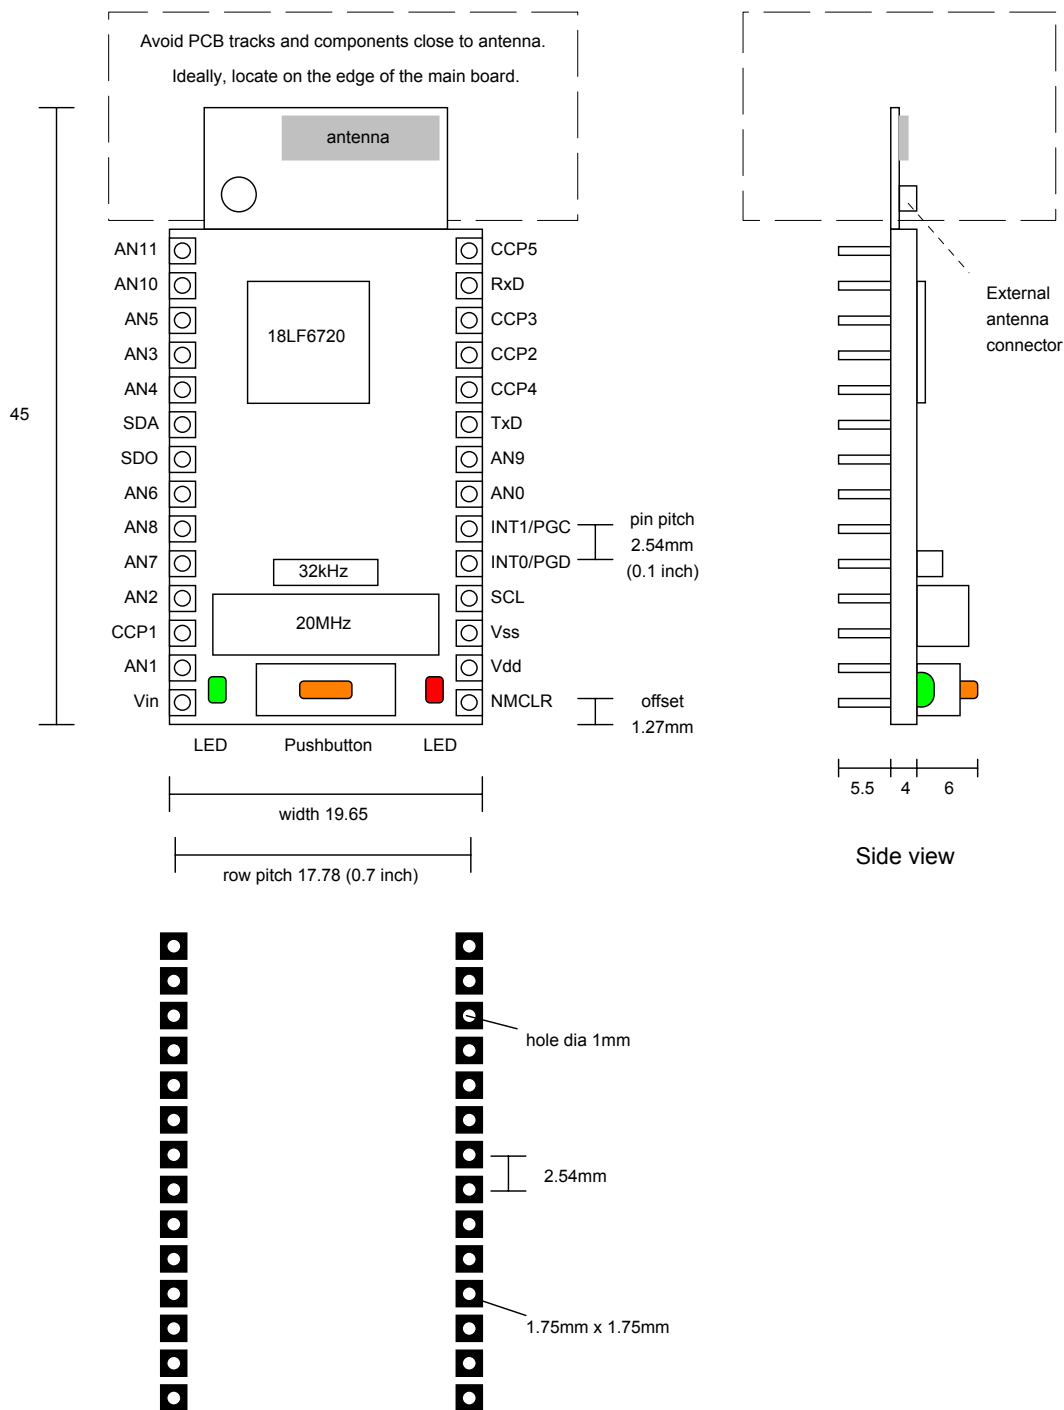 Avoid PCB tracks and components close to antenna.
Ideally, locate on the edge of the main board.
antenna
AN11
CCP5
AN10
RxD
AN5
CCP3
AN3
CCP2
AN4
CCP4
SDA
TxD
SDO
AN9
AN6
AN0
AN8
INT1/PGC
AN7
INT0/PGD
AN2
SCL
CCP1
Vss
AN1
Vdd
Vin
NMCLR
18LF6720
45
32kHz
20MHz
pin pitch
2.54mm
(0.1 inch)
offset
1.27mm
LED
Pushbutton
LED
width 19.65
row pitch 17.78 (0.7 inch)
External
antenna
connector
5.5
4
6
Side view
hole dia 1mm
2.54mm
1.75mm x 1.75mm